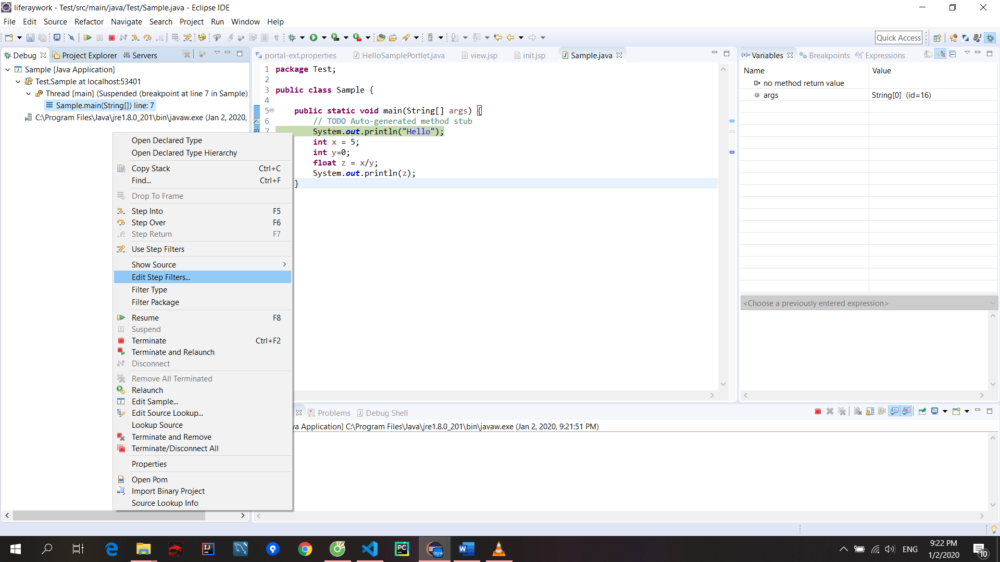 liferaywork - Test/src/main/java/Test/Sample.java - Eclipse IDE
File Edit Source Refactor Navigate Search Project Run Window Help
Quick Access
Debug Project Explorer Servers
Sample [Java Application]
Test.Sample at localhost:53401
Thread [main] (Suspended (breakpoint at line 7 in Sample))
Sample.main(String[]) line: 7
C:\Program Files\Java\jre1.8.0_201\bin\javaw.exe (Jan 2, 2020,
Open Declared Type
Open Declared Type Hierarchy
Copy Stack Ctrl+C
Find... Ctrl+F
Drop To Frame
Step Into F5
Step Over F6
Step Return F7
Use Step Filters
Show Source
Edit Step Filters...
Filter Type
Filter Package
Resume F8
Suspend
Terminate Ctrl+F2
Terminate and Relaunch
Disconnect
Remove All Terminated
Relaunch
Edit Sample...
Edit Source Lookup...
Lookup Source
Terminate and Remove
Terminate/Disconnect All
Properties
Open Pom
Import Binary Project
Source Lookup Info
portal-ext.properties HelloSamplePortlet.java view.jsp init.jsp Sample.java
1 package Test;
2
3 public class Sample {
4
5 public static void main(String[] args) {
6 // TODO Auto-generated method stub
7 System.out.println("Hello");
int x = 5;
int y=0;
float z = x/y;
System.out.println(z);
}
(x)= Variables Breakpoints Expressions
Name Value
no method return value
args String[0] (id=16)
<Choose a previously entered expression>
Problems Debug Shell
va Application] C:\Program Files\Java\jre1.8.0_201\bin\javaw.exe (Jan 2, 2020, 9:21:51 PM)
ENG
9:22 PM
1/2/2020
10